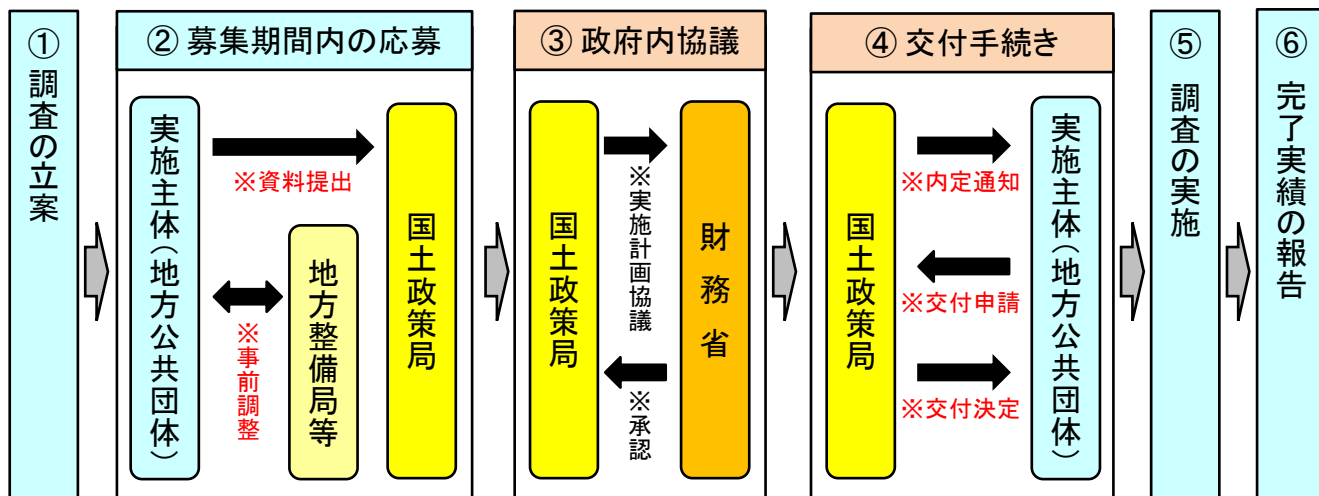 ① 調査の立案
② 募集期間内の応募
実施主体（地方公共団体）
※資料提出
※事前調整
地方整備局等
国土政策局
③ 政府内協議
国土政策局
※実施計画協議
※承認
財務省
④ 交付手続き
国土政策局
※内定通知
※交付申請
※交付決定
実施主体（地方公共団体）
⑤ 調査の実施
⑥ 完了実績の報告